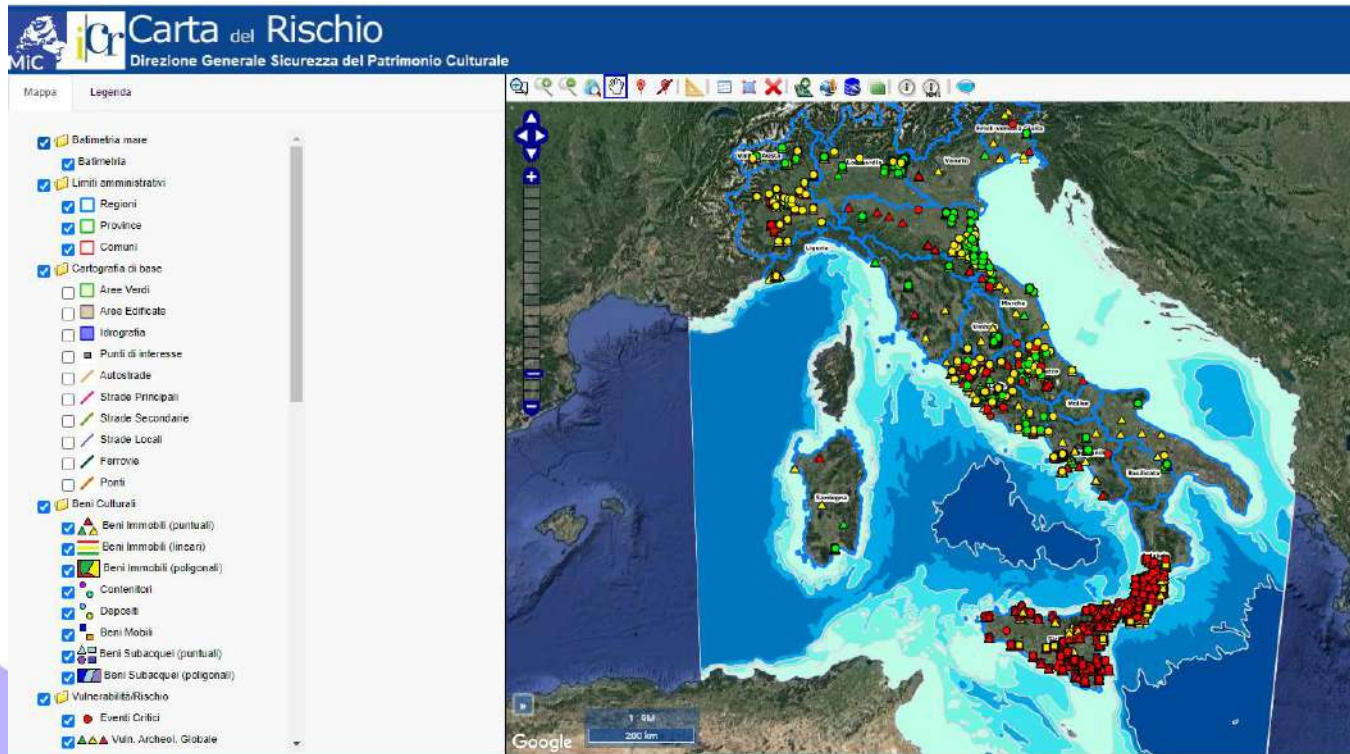 MiC
iCr
Carta del Rischio
Direzione Generale Sicurezza del Patrimonio Culturale
Mappa
Legenda
Batimetria mare
Batimetria
Limiti amministrativi
Regioni
Province
Comuni
Cartografia di base
Aree Verdi
Aree Edificate
Idrografia
Punti di interesse
Autostrade
Strade Principali
Strade Secondarie
Strade Locali
Ferrovie
Ponti
Beni Culturali
Beni Immobili (puntuali)
Beni Immobili (lineari)
Beni Immobili (poligonali)
Contenitori
Depositi
Beni Mobili
Beni Subacquei (puntuali)
Beni Subacquei (poligonali)
Vulnerabilità/Rischio
Eventi Critici
Vuln. Archeol. Globale
Lombardia
Veneto
Liguria
Marche
Molise
Basilicata
Sardegna
Google
200 km